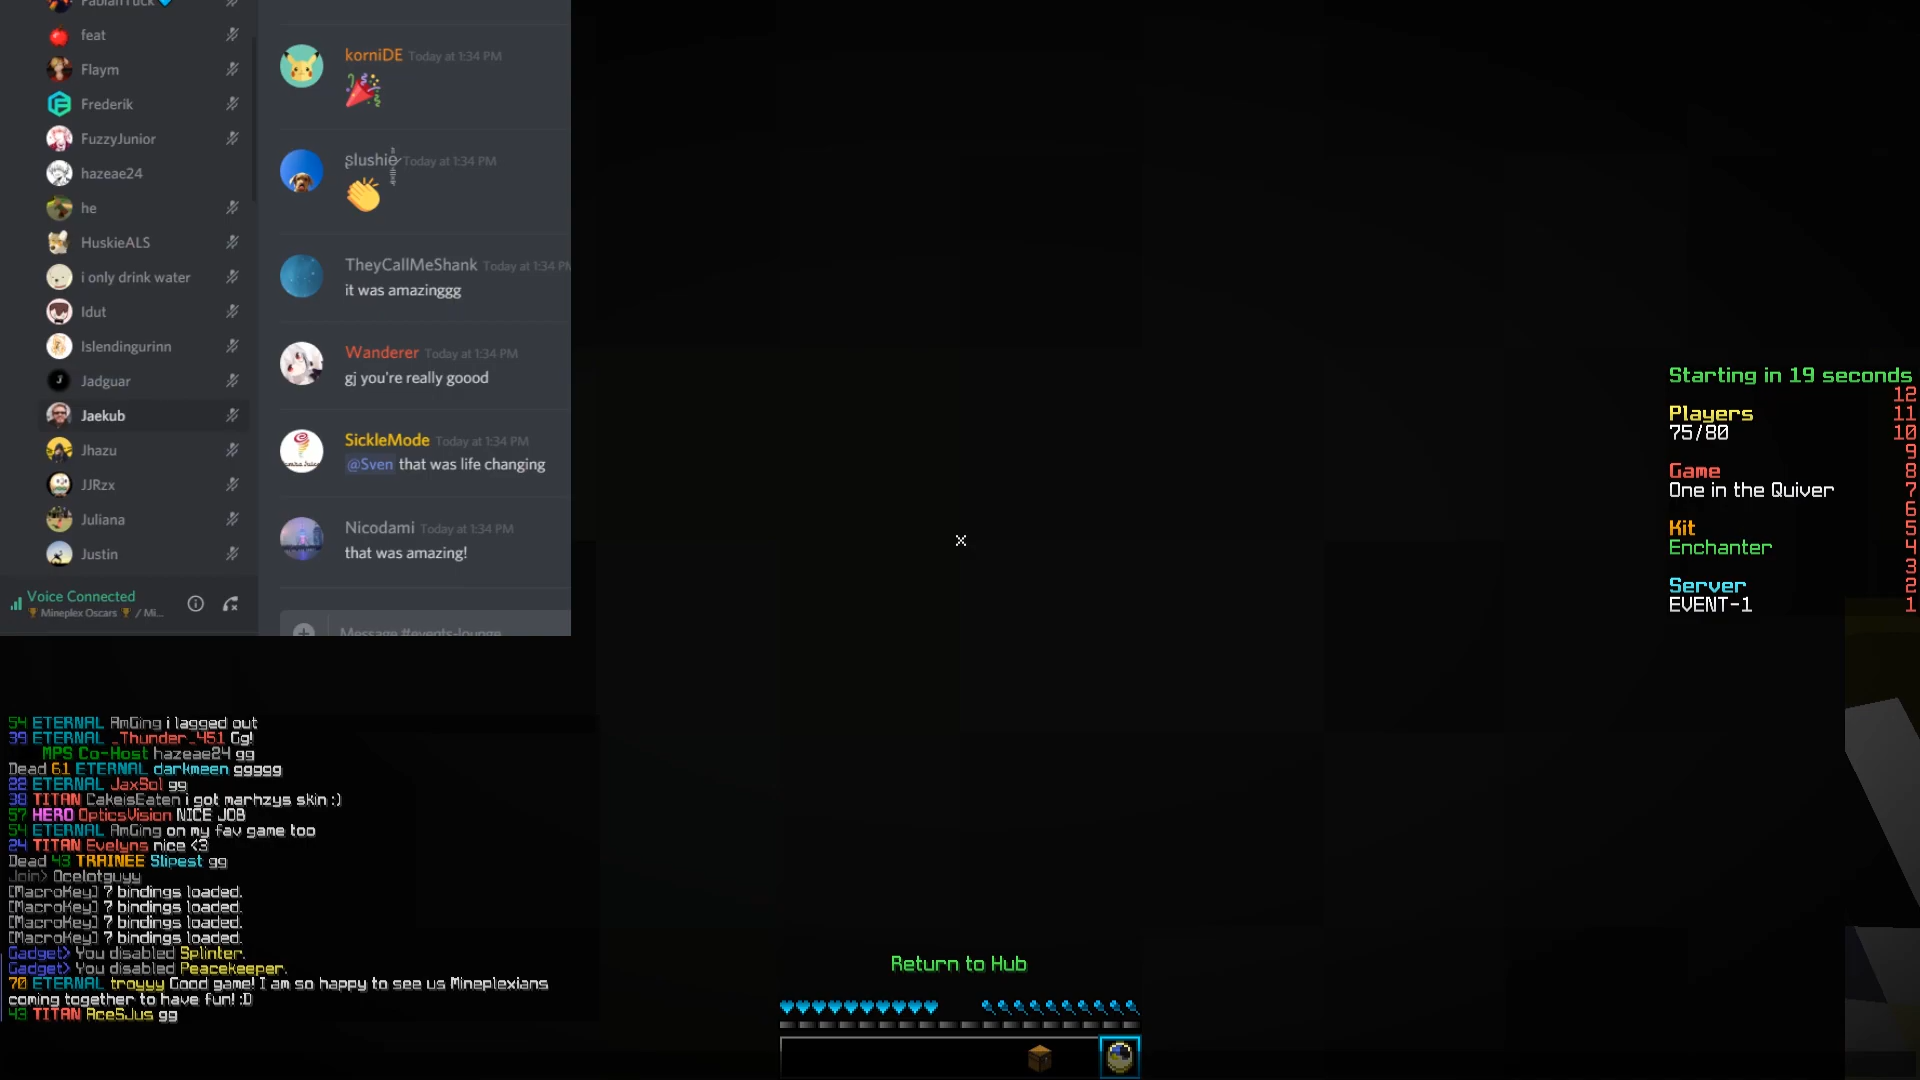 FabianTuck
feat
Flaym
Frederik
FuzzyJunior
hazeae24
he
HuskieALS
i only drink water
Idut
Islendingurinn
Jadguar
Jaekub
Jhazu
JJRzx
Juliana
Justin
Voice Connected
Mineplex Oscars / Mi...
korniDE Today at 1:34 PM
slushie Today at 1:34 PM
TheyCallMeShank Today at 1:34 PM
it was amazinggg
Wanderer Today at 1:34 PM
gj you're really goood
SickleMode Today at 1:34 PM
@Sven that was life changing
Nicodami Today at 1:34 PM
that was amazing!
Message #events-lounge
54 ETERNAL AmGing i lagged out
39 ETERNAL _Thunder_451 Gg!
MPS Co-Host hazeae24 gg
Dead 61 ETERNAL darkmeen ggggg
22 ETERNAL JaxSol gg
38 TITAN CakeisEaten i got marhzys skin :)
57 HERO OpticsVision NICE JOB
54 ETERNAL AmGing on my fav game too
24 TITAN Evelyns nice <3
Dead 43 TRAINEE Slipest gg
Join> Ocelotguyy
[MacroKey] 7 bindings loaded.
[MacroKey] 7 bindings loaded.
[MacroKey] 7 bindings loaded.
[MacroKey] 7 bindings loaded.
Gadget> You disabled Splinter.
Gadget> You disabled Peacekeeper.
70 ETERNAL troyyy Good game! I am so happy to see us Mineplexians
coming together to have fun! :D
43 TITAN AceSJus gg
Return to Hub
Starting in 19 seconds
12
Players 11
75/80 10
9
Game 8
One in the Quiver 7
6
Kit 5
Enchanter 4
3
Server 2
EVENT-1 1